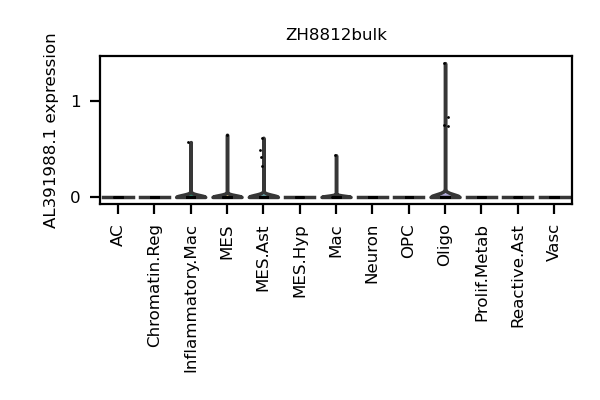 ZH8812bulk
AL391988.1 expression
1
0
AC
Chromatin.Reg
Inflammatory.Mac
MES
MES.Ast
MES.Hyp
Mac
Neuron
OPC
Oligo
Prolif.Metab
Reactive.Ast
Vasc